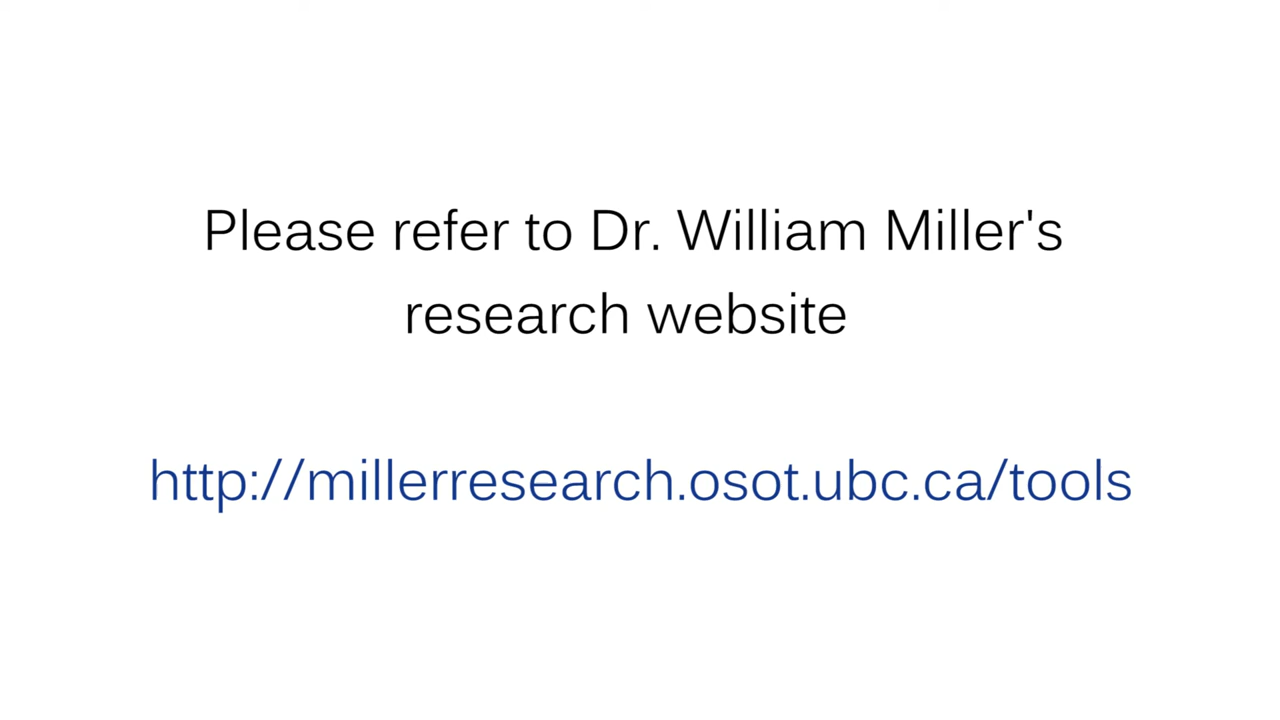 Please refer to Dr. William Miller's
research website
http://millerresearch.osot.ubc.ca/tools